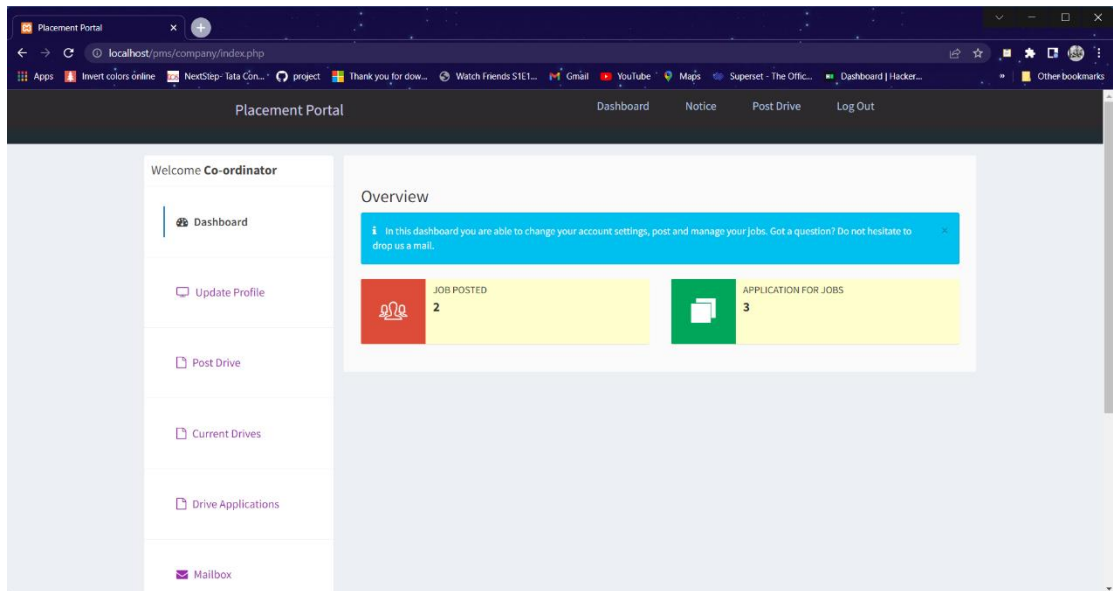 Placement Portal
localhost/pms/company/index.php
Apps Invert colors online NextStep- Tata Con... project Thank you for dow... Watch Friends S1E1... Gmail YouTube Maps Superset - The Offic... Dashboard | Hacker... » Other bookmarks
Placement Portal Dashboard Notice Post Drive Log Out
Welcome Co-ordinator
Dashboard
Update Profile
Post Drive
Current Drives
Drive Applications
Mailbox
Overview
In this dashboard you are able to change your account settings, post and manage your jobs. Got a question? Do not hesitate to
drop us a mail.
JOB POSTED
2
APPLICATION FOR JOBS
3